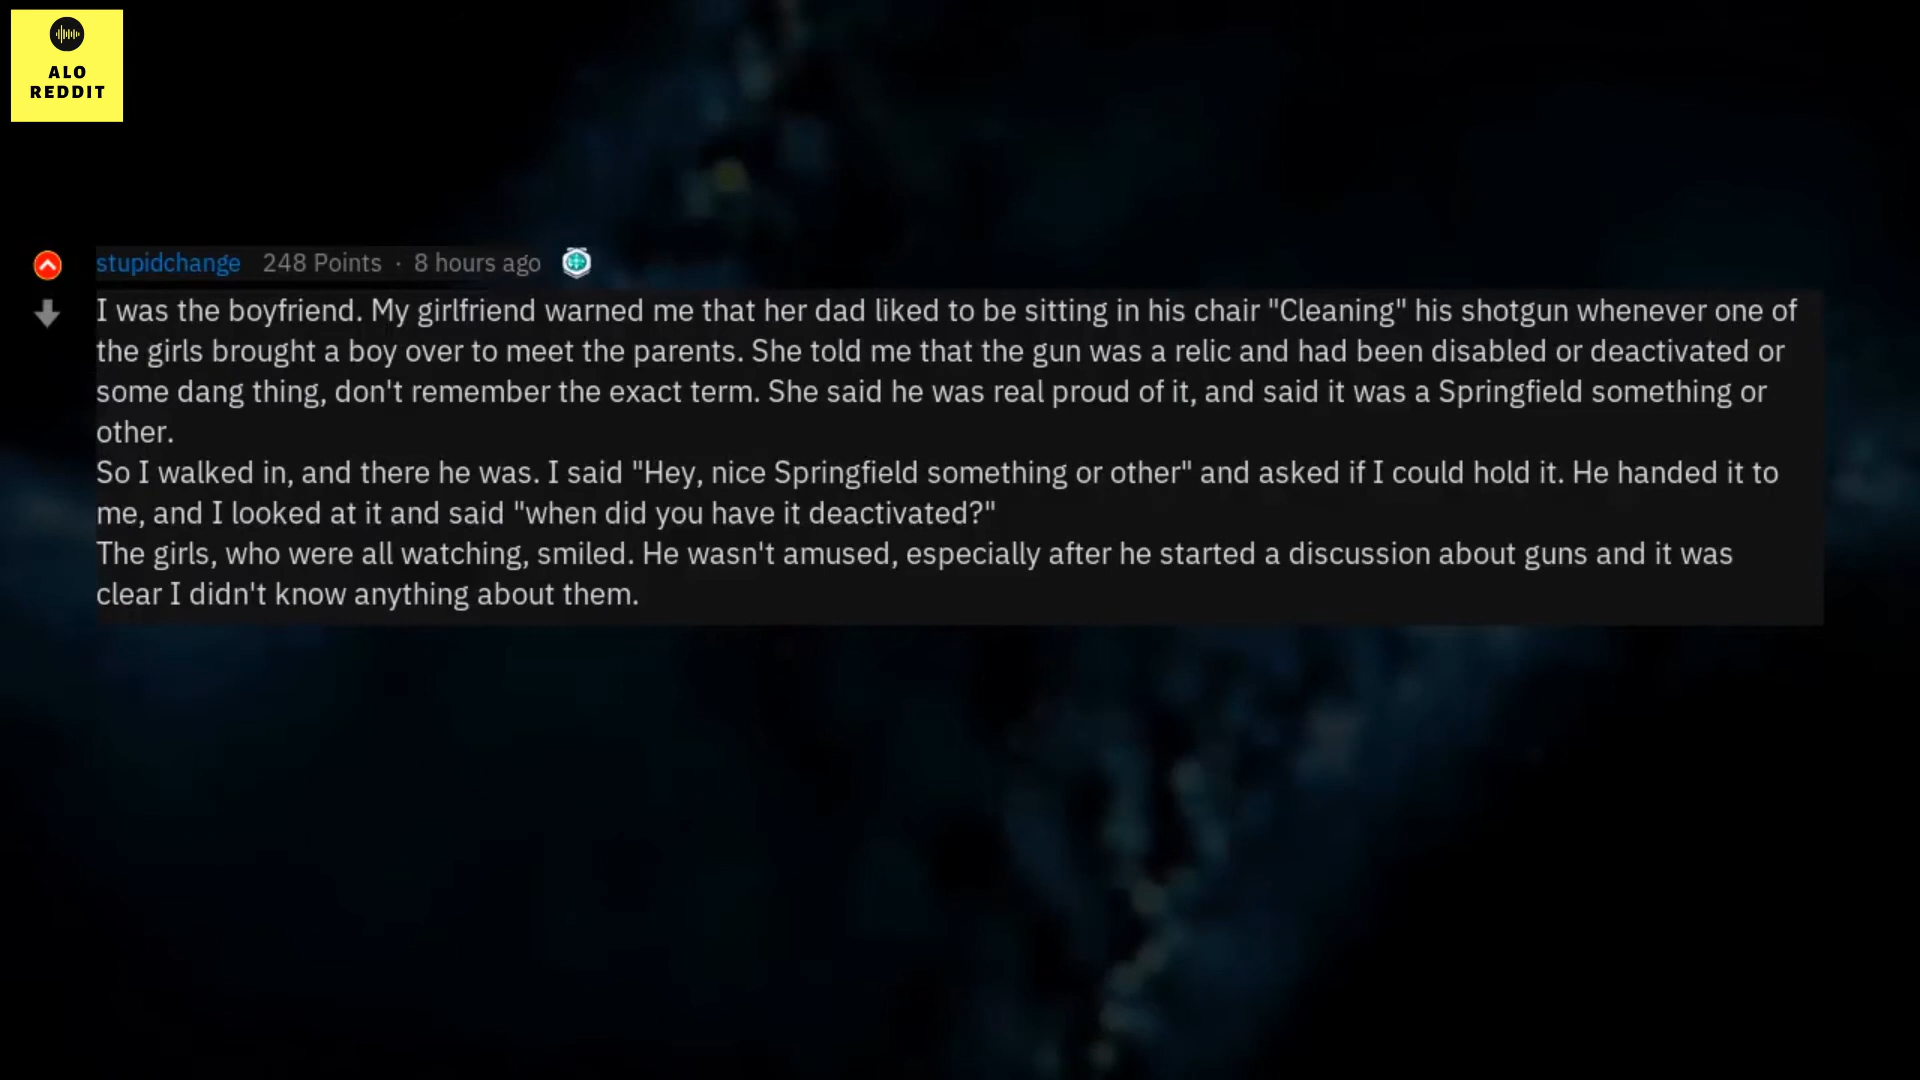 ALO
REDDIT
stupidchange 248 Points · 8 hours ago
I was the boyfriend. My girlfriend warned me that her dad liked to be sitting in his chair "Cleaning" his shotgun whenever one of
the girls brought a boy over to meet the parents. She told me that the gun was a relic and had been disabled or deactivated or
some dang thing, don't remember the exact term. She said he was real proud of it, and said it was a Springfield something or
other.
So I walked in, and there he was. I said "Hey, nice Springfield something or other" and asked if I could hold it. He handed it to
me, and I looked at it and said "when did you have it deactivated?"
The girls, who were all watching, smiled. He wasn't amused, especially after he started a discussion about guns and it was
clear I didn't know anything about them.